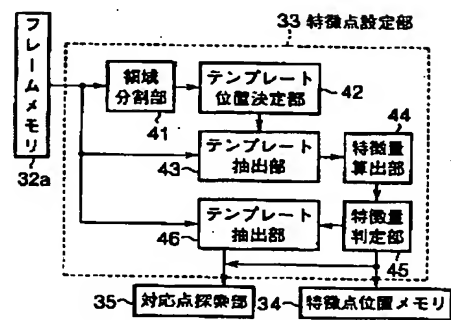 フレームメモリ
32a
33 特徴点設定部
領域
分割部
41
テンプレート
位置決定部
42
テンプレート
抽出部
43
44
特徴量
算出部
テンプレート
抽出部
46
特徴量
判定部
45
35
対応点探索部
34
特徴点位置メモリ